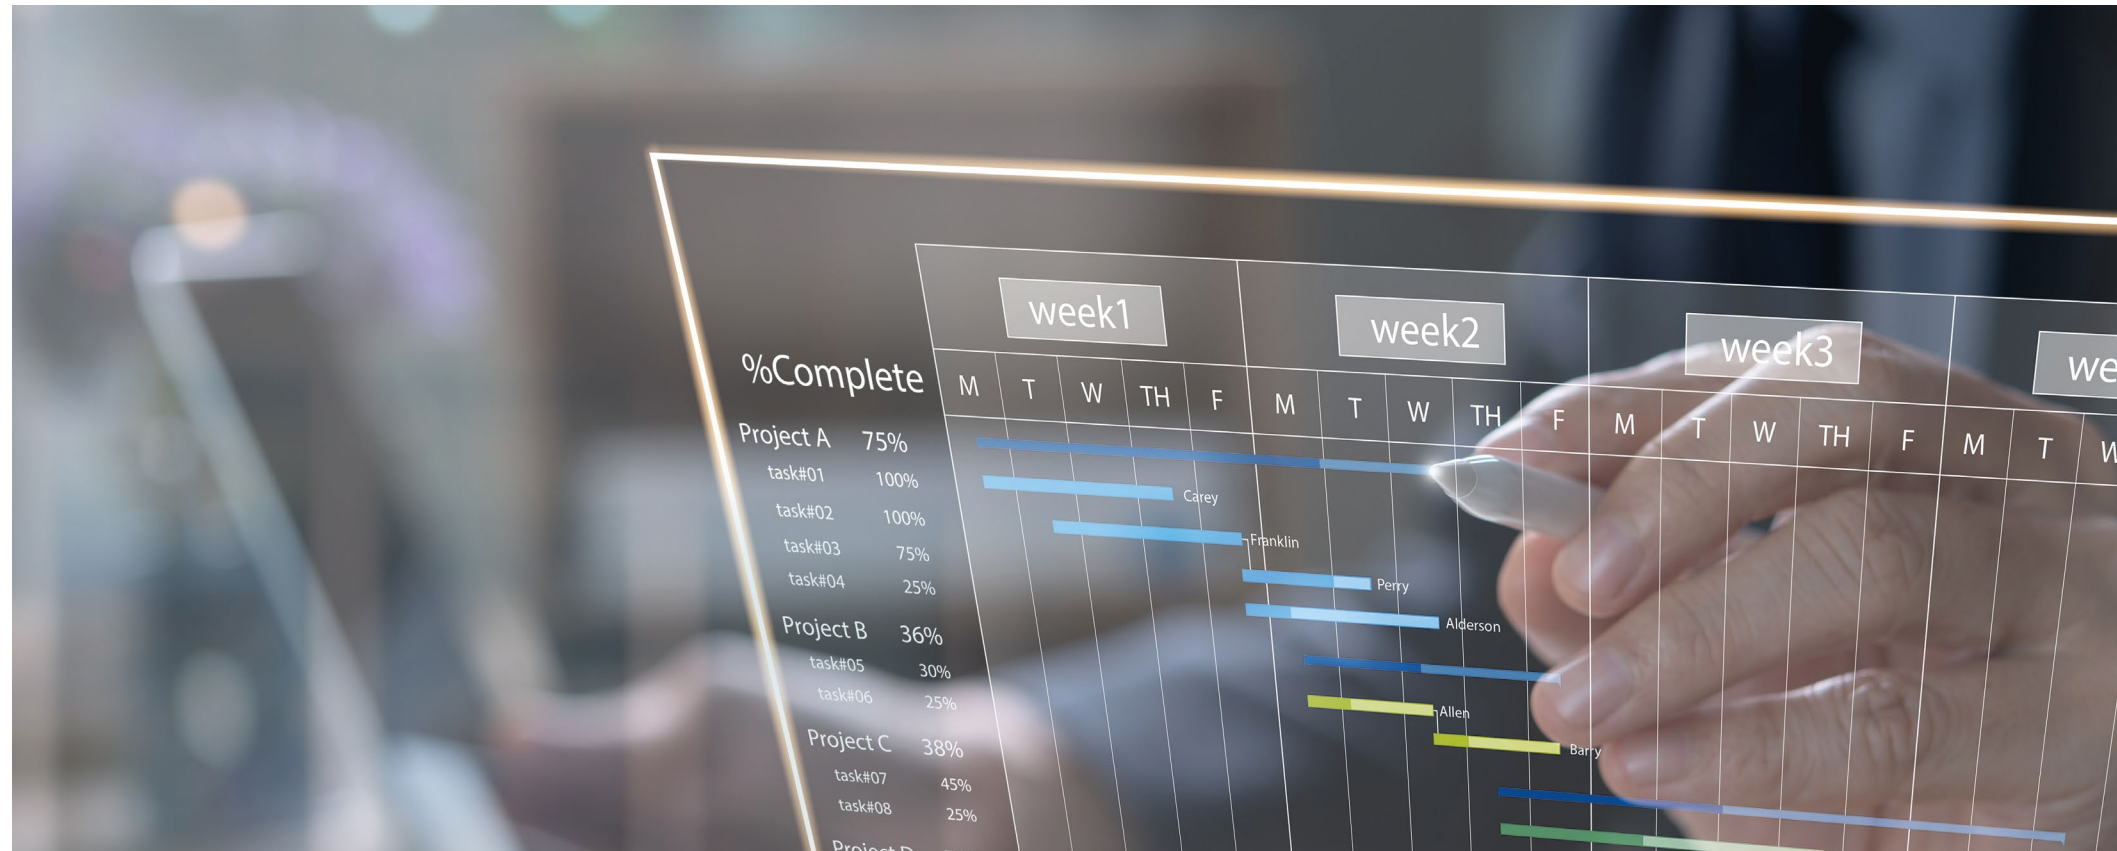 week1 week2 week3 we
%Complete M T W TH F M T W TH F M T W TH F M T W
Project A 75%
task#01 100% Carey
task#02 100% Franklin
task#03 75% Perry
task#04 25% Alderson
Project B 36%
task#05 30% Allen
task#06 25% Barry
Project C 38%
task#07 45%
task#08 25%
Project D